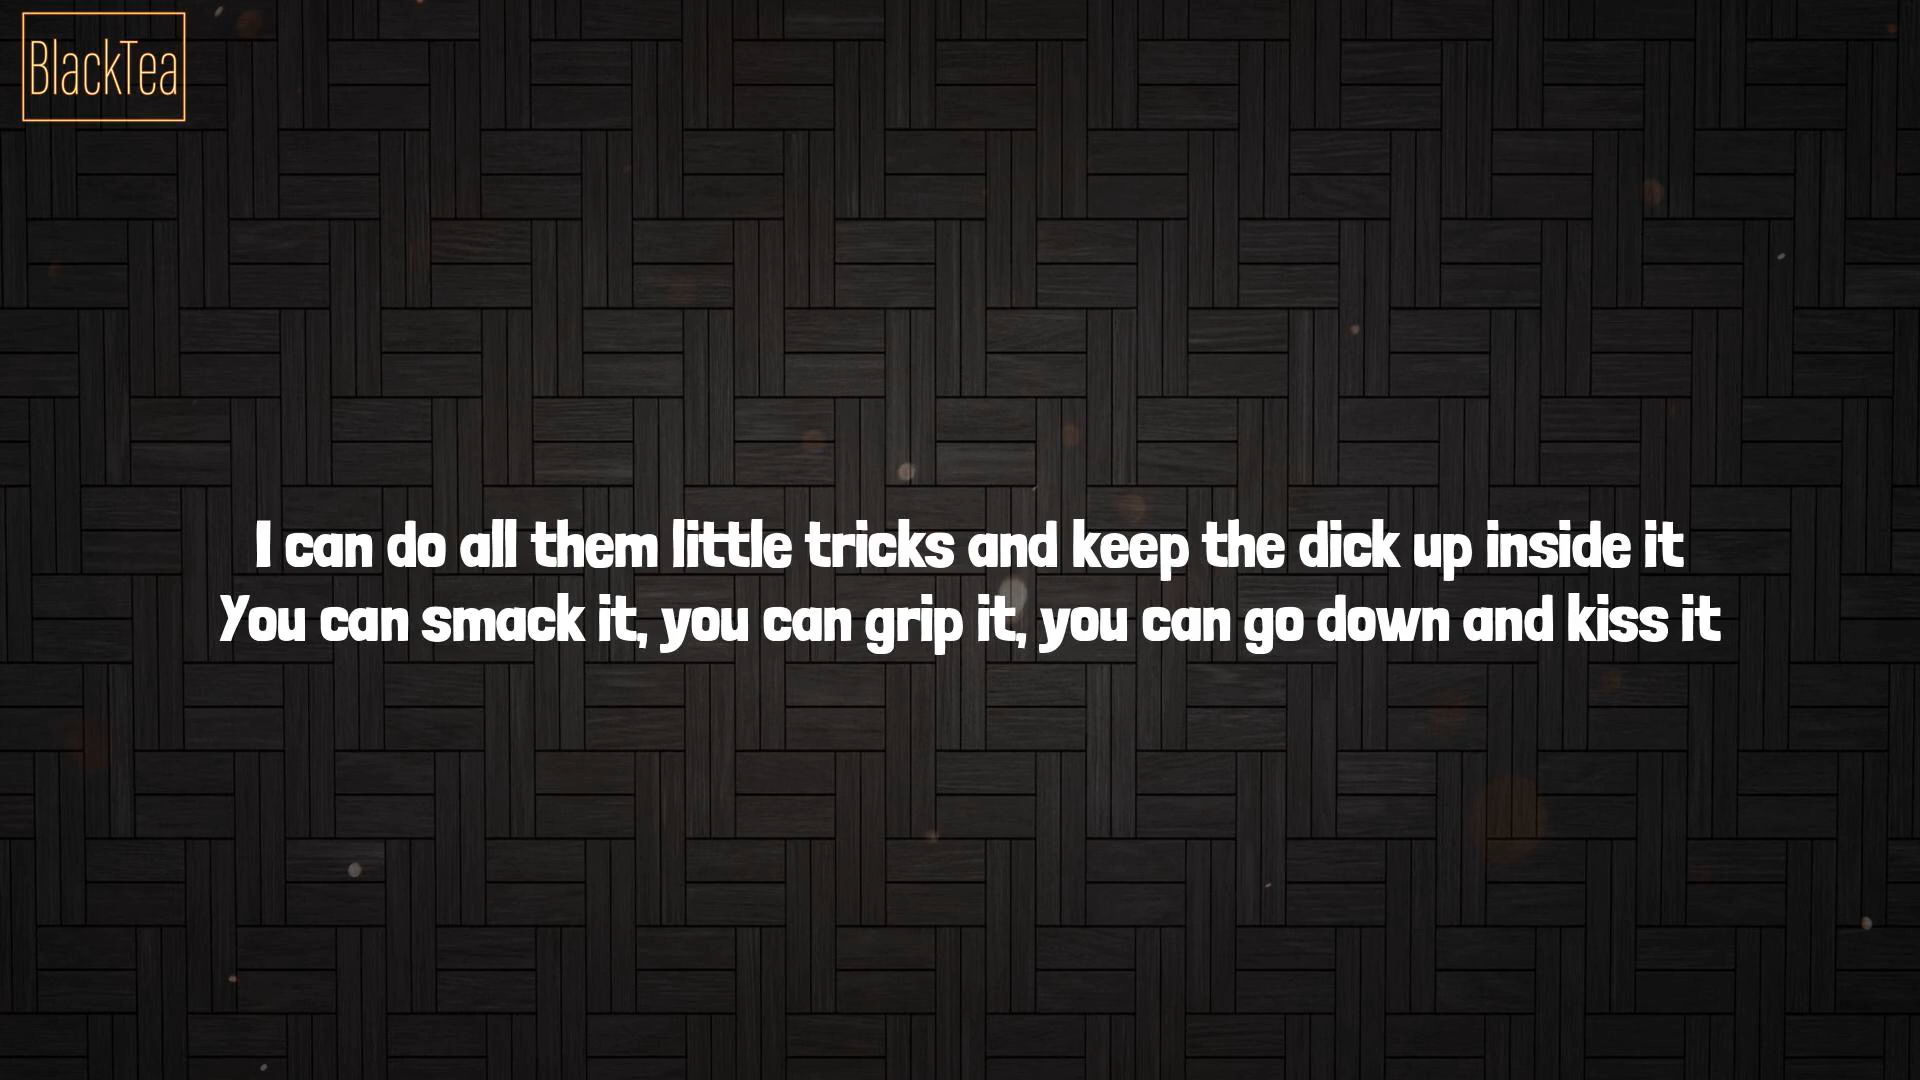 BlackTea
I can do all them little tricks and keep the dick up inside it
You can smack it, you can grip it, you can go down and kiss it